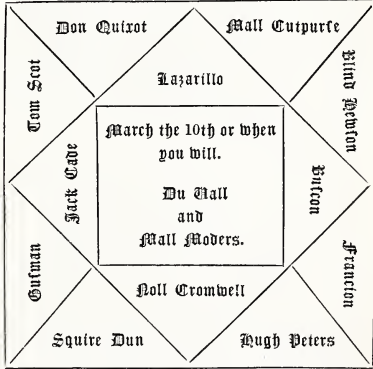 Don Quixot
Mall Cutpurse
Tom Scot
Lazarillo
Blind Hewson
Jack Cade
March the 10th or when
you will.
Du Vall
and
Mall Moders.
Buscon
Gusman
Noll Cromwell
Francion
Squire Dun
Hugh Peters